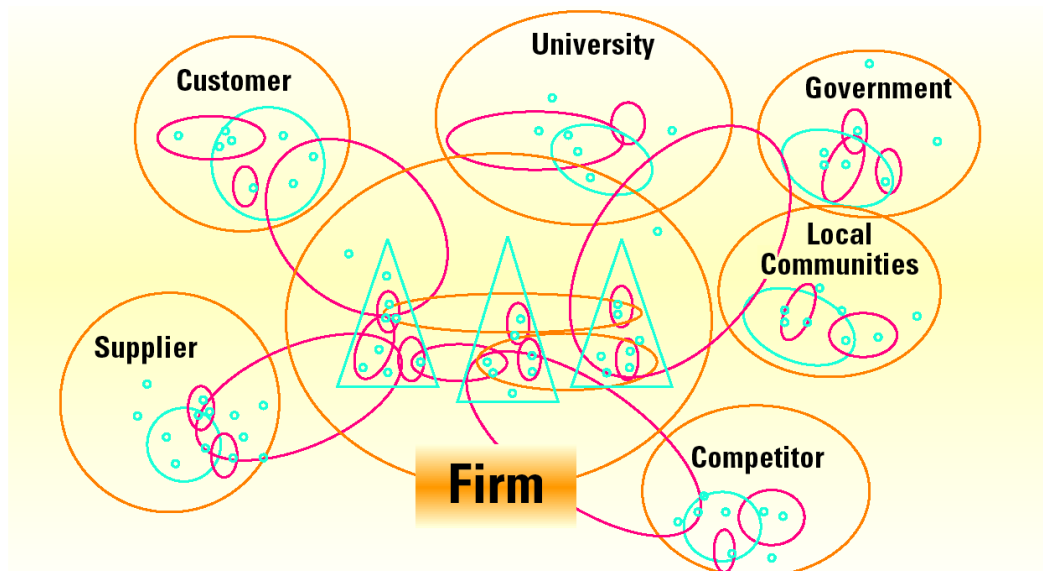 University
Customer
Government
Local
Communities
Supplier
Competitor
Firm